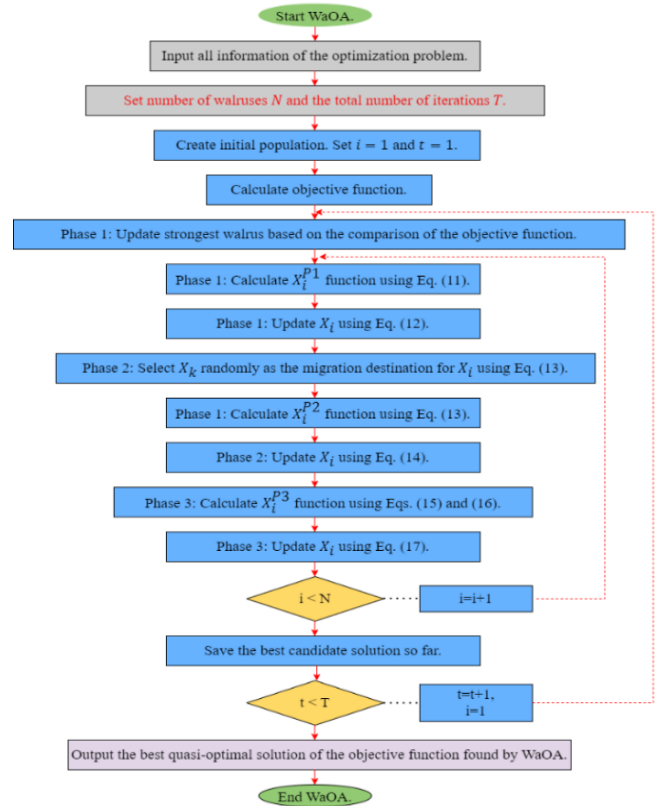 Start WaOA.
Input all information of the optimization problem.
Set number of walruses N and the total number of iterations T.
Create initial population. Set i = 1 and t = 1.
Calculate objective function.
Phase 1: Update strongest walrus based on the comparison of the objective function.
Phase 1: Calculate X_i^{P1} function using Eq. (11).
Phase 1: Update X_i using Eq. (12).
Phase 2: Select X_k randomly as the migration destination for X_i using Eq. (13).
Phase 1: Calculate X_i^{P2} function using Eq. (13).
Phase 2: Update X_i using Eq. (14).
Phase 3: Calculate X_i^{P3} function using Eqs. (15) and (16).
Phase 3: Update X_i using Eq. (17).
i < N
i=i+1
Save the best candidate solution so far.
t < T
t=t+1,
i=1
Output the best quasi-optimal solution of the objective function found by WaOA.
End WaOA.